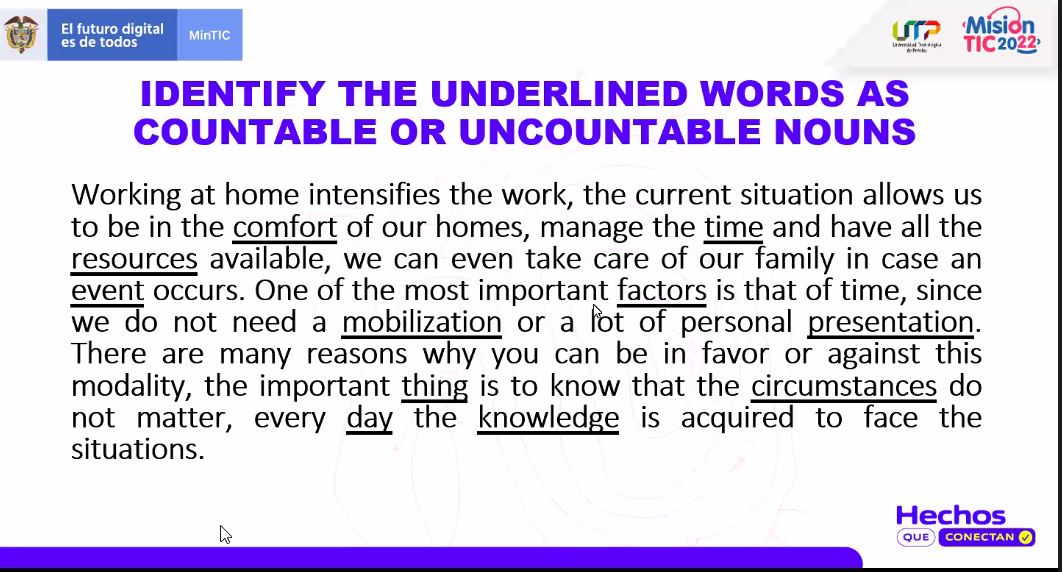 El futuro digital
es de todos
MinTIC
UTP
Universidad Tecnológica
de Pereira
Misión
TIC 2022
IDENTIFY THE UNDERLINED WORDS AS
COUNTABLE OR UNCOUNTABLE NOUNS
Working at home intensifies the work, the current situation allows us
to be in the comfort of our homes, manage the time and have all the
resources available, we can even take care of our family in case an
event occurs. One of the most important factors is that of time, since
we do not need a mobilization or a lot of personal presentation.
There are many reasons why you can be in favor or against this
modality, the important thing is to know that the circumstances do
not matter, every day the knowledge is acquired to face the
situations.
Hechos
QUE CONECTAN